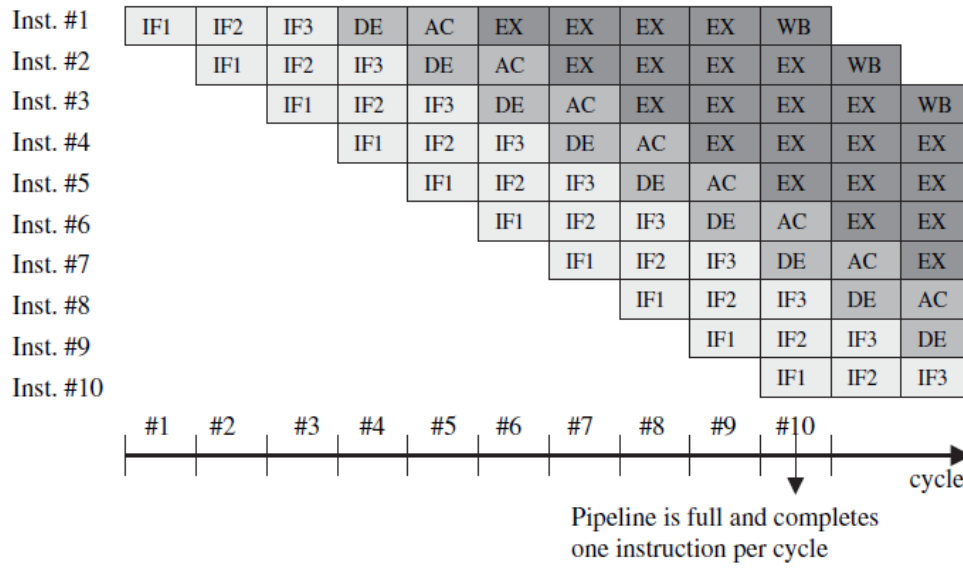 Inst. #1 IF1 IF2 IF3 DE AC EX EX EX EX WB
Inst. #2 IF1 IF2 IF3 DE AC EX EX EX EX WB
Inst. #3 IF1 IF2 IF3 DE AC EX EX EX EX WB
Inst. #4 IF1 IF2 IF3 DE AC EX EX EX EX
Inst. #5 IF1 IF2 IF3 DE AC EX EX EX
Inst. #6 IF1 IF2 IF3 DE AC EX EX
Inst. #7 IF1 IF2 IF3 DE AC EX
Inst. #8 IF1 IF2 IF3 DE AC
Inst. #9 IF1 IF2 IF3 DE
Inst. #10 IF1 IF2 IF3
#1 #2 #3 #4 #5 #6 #7 #8 #9 #10
cycle
Pipeline is full and completes
one instruction per cycle